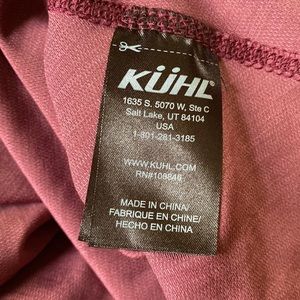 KÜHL
1635 S. 5070 W, Ste C
Salt Lake, UT 84104
USA
1-801-281-3185
WWW.KUHL.COM
RN#108846
MADE IN CHINA/
FABRIQUE EN CHINE/
HECHO EN CHINA